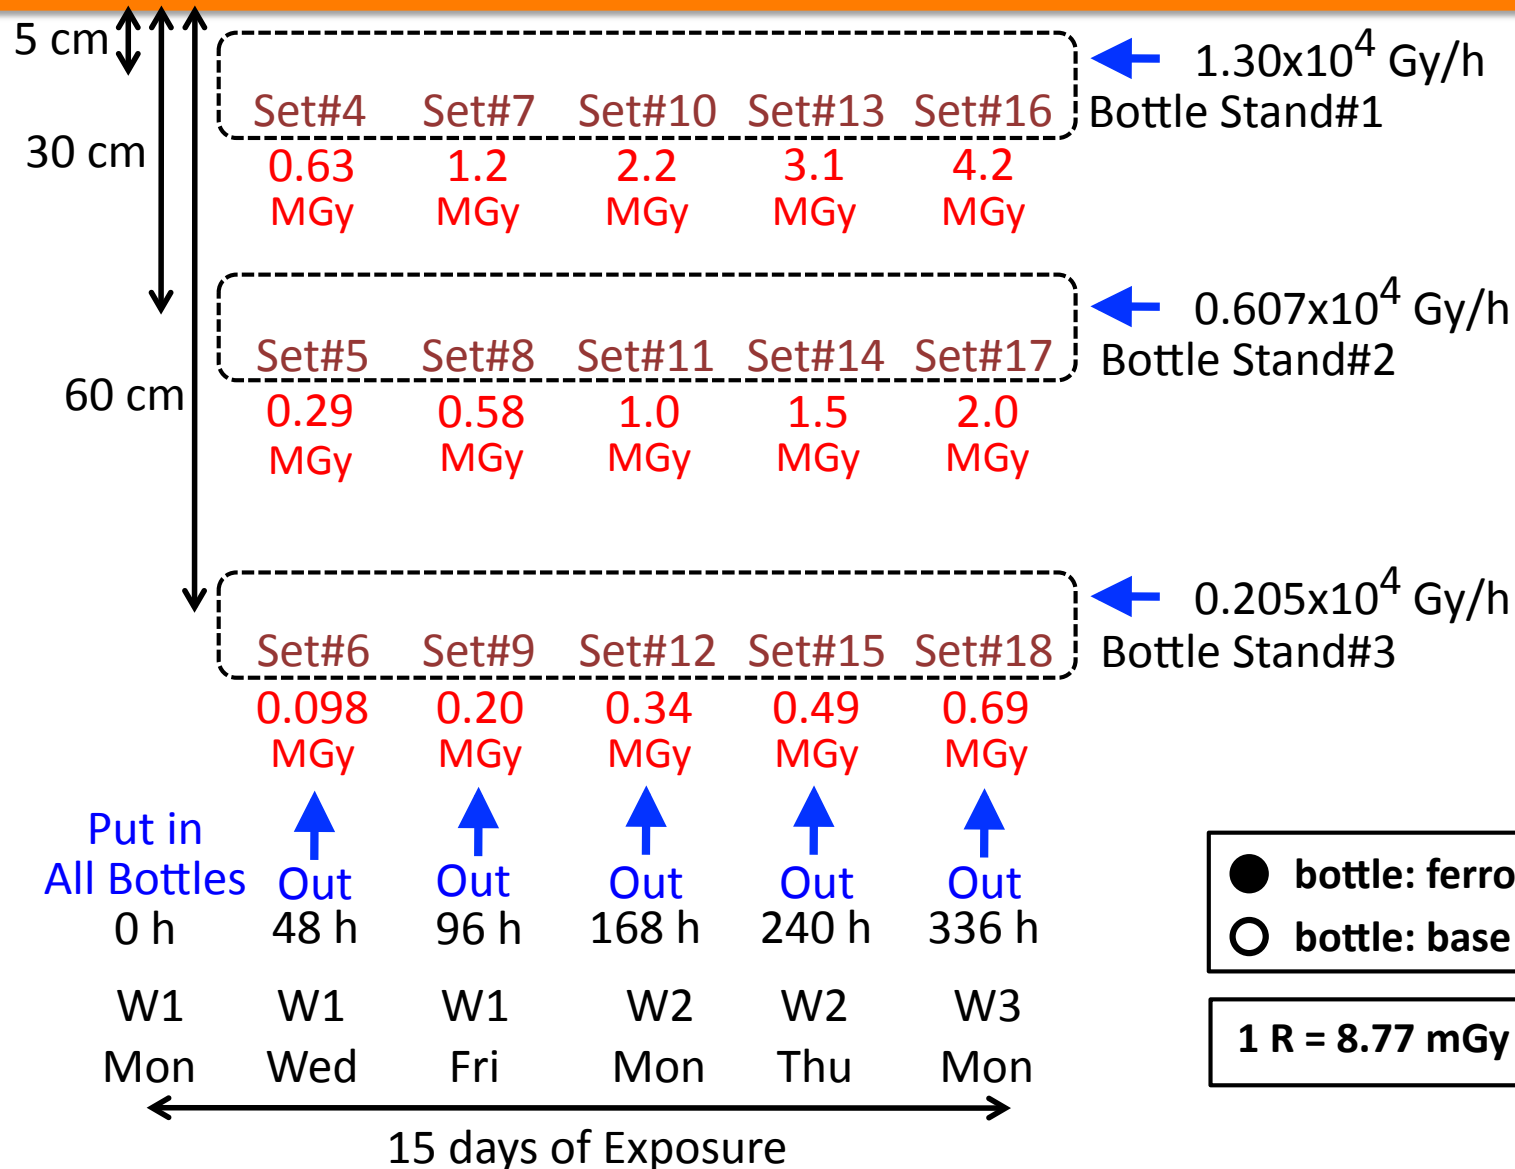 5 cm
1.30x10^4 Gy/h
Set#4 Set#7 Set#10 Set#13 Set#16
Bottle Stand#1
30 cm
0.63 1.2 2.2 3.1 4.2
MGy MGy MGy MGy MGy
0.607x10^4 Gy/h
Set#5 Set#8 Set#11 Set#14 Set#17
Bottle Stand#2
60 cm
0.29 0.58 1.0 1.5 2.0
MGy MGy MGy MGy MGy
0.205x10^4 Gy/h
Set#6 Set#9 Set#12 Set#15 Set#18
Bottle Stand#3
0.098 0.20 0.34 0.49 0.69
MGy MGy MGy MGy MGy
Put in
All Bottles Out Out Out Out Out
0 h 48 h 96 h 168 h 240 h 336 h
W1 W1 W1 W2 W2 W3
Mon Wed Fri Mon Thu Mon
15 days of Exposure
bottle: ferro
bottle: base
1 R = 8.77 mGy